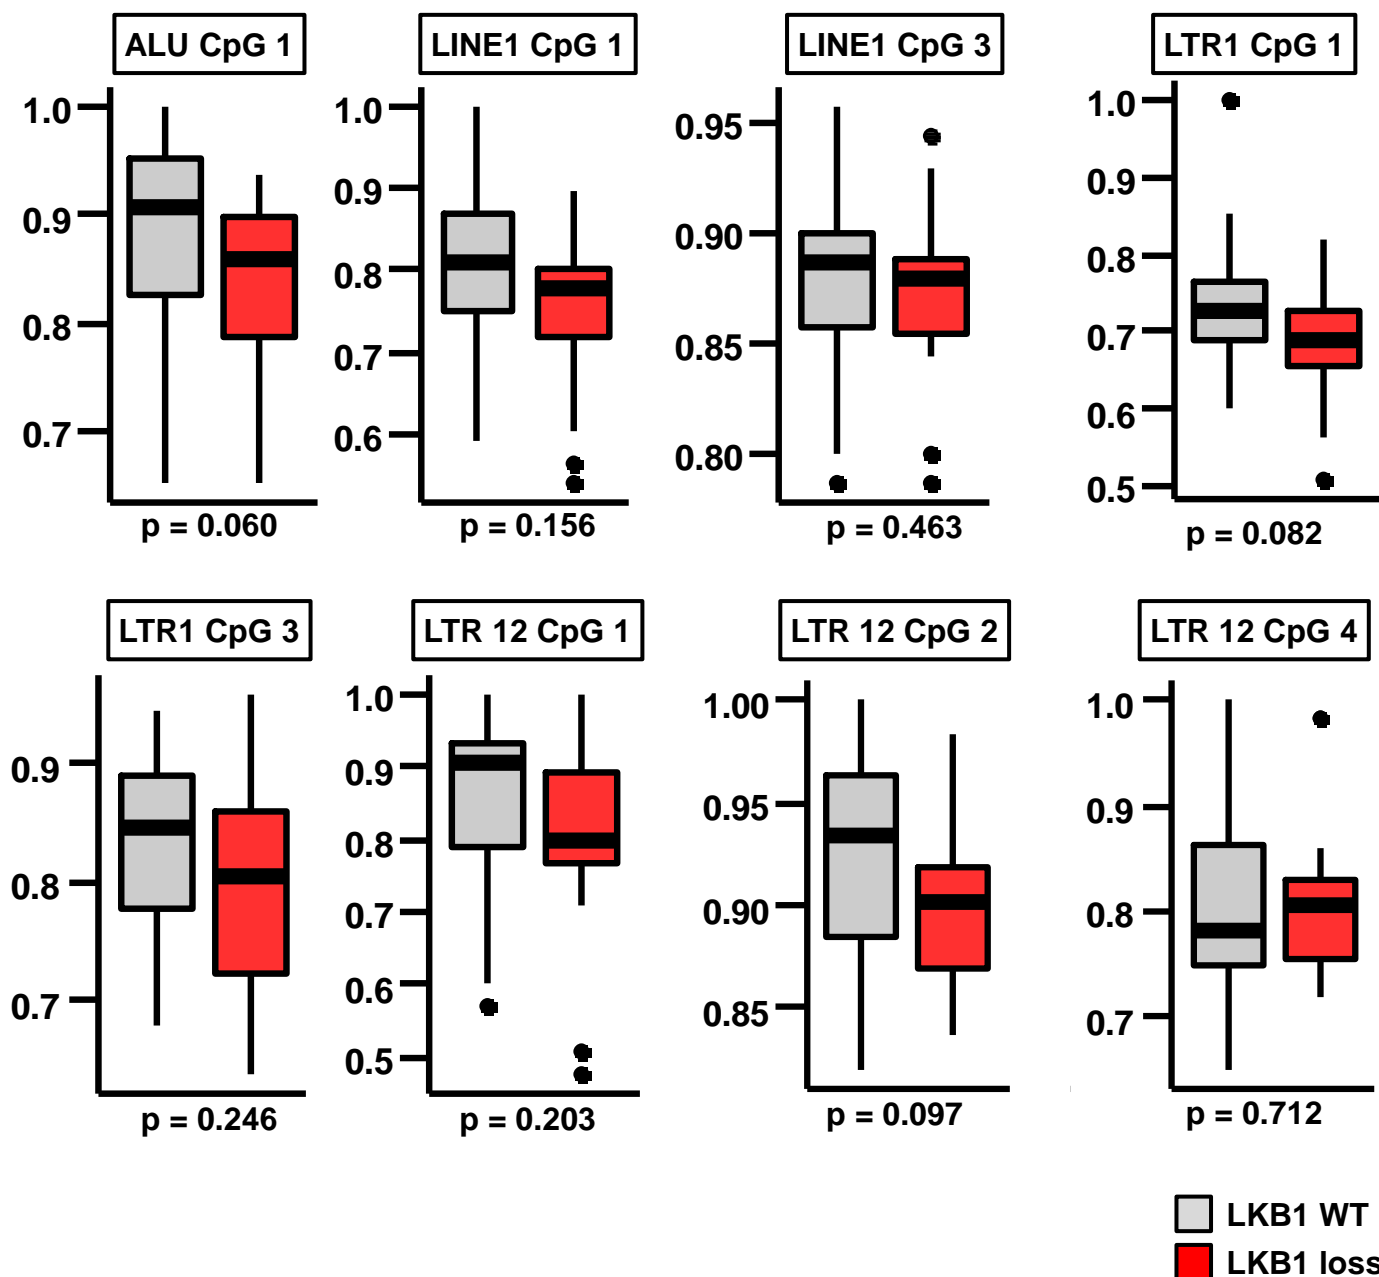 ALU CpG 1
1.0
0.9
0.8
0.7
p = 0.060
LINE1 CpG 1
1.0
0.9
0.8
0.7
0.6
p = 0.156
LINE1 CpG 3
0.95
0.90
0.85
0.80
p = 0.463
LTR1 CpG 1
1.0
0.9
0.8
0.7
0.6
0.5
p = 0.082
LTR1 CpG 3
0.9
0.8
0.7
p = 0.246
LTR 12 CpG 1
1.0
0.9
0.8
0.7
0.6
0.5
p = 0.203
LTR 12 CpG 2
1.00
0.95
0.90
0.85
p = 0.097
LTR 12 CpG 4
1.0
0.9
0.8
0.7
p = 0.712
LKB1 WT
LKB1 loss